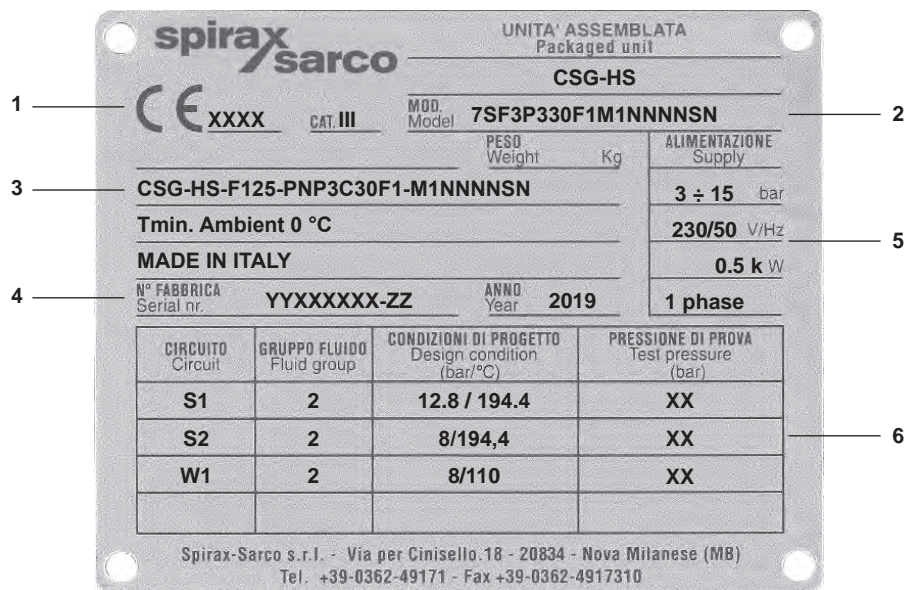 spirax
sarco
UNITA' ASSEMBLATA
Packaged unit
CSG-HS
1
CE XXXX CAT. III
MOD.
Model 7SF3P330F1M1NNNNSN
2
PESO
Weight Kg
ALIMENTAZIONE
Supply
3
CSG-HS-F125-PNP3C30F1-M1NNNNSN
3 ÷ 15 bar
Tmin. Ambient 0 °C
230/50 V/Hz
5
MADE IN ITALY
0.5 k W
4
N° FABBRICA
Serial nr. YYXXXXXX-ZZ
ANNO
Year 2019
1 phase
CIRCUITO
Circuit
GRUPPO FLUIDO
Fluid group
CONDIZIONI DI PROGETTO
Design condition
(bar/°C)
PRESSIONE DI PROVA
Test pressure
(bar)
S1 2 12.8 / 194.4 XX
S2 2 8/194,4 XX
6
W1 2 8/110 XX
Spirax-Sarco s.r.l. - Via per Cinisello.18 - 20834 - Nova Milanese (MB)
Tel. +39-0362-49171 - Fax +39-0362-4917310